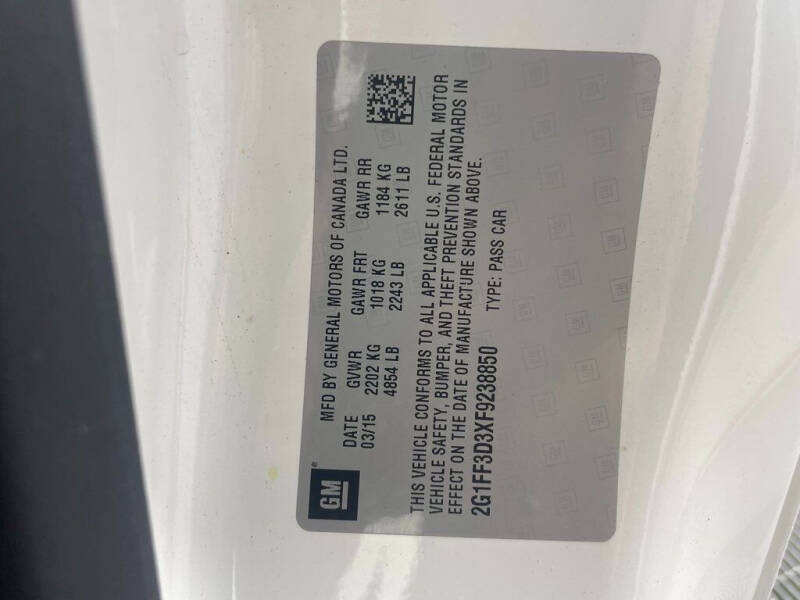 GM®
MFD BY GENERAL MOTORS OF CANADA LTD.
DATE GVWR GAWR FRT GAWR RR
03/15 2202 KG 1018 KG 1184 KG
4854 LB 2243 LB 2611 LB
THIS VEHICLE CONFORMS TO ALL APPLICABLE U.S. FEDERAL MOTOR
VEHICLE SAFETY, BUMPER, AND THEFT PREVENTION STANDARDS IN
EFFECT ON THE DATE OF MANUFACTURE SHOWN ABOVE.
2G1FF3D3XF9238850 TYPE: PASS CAR